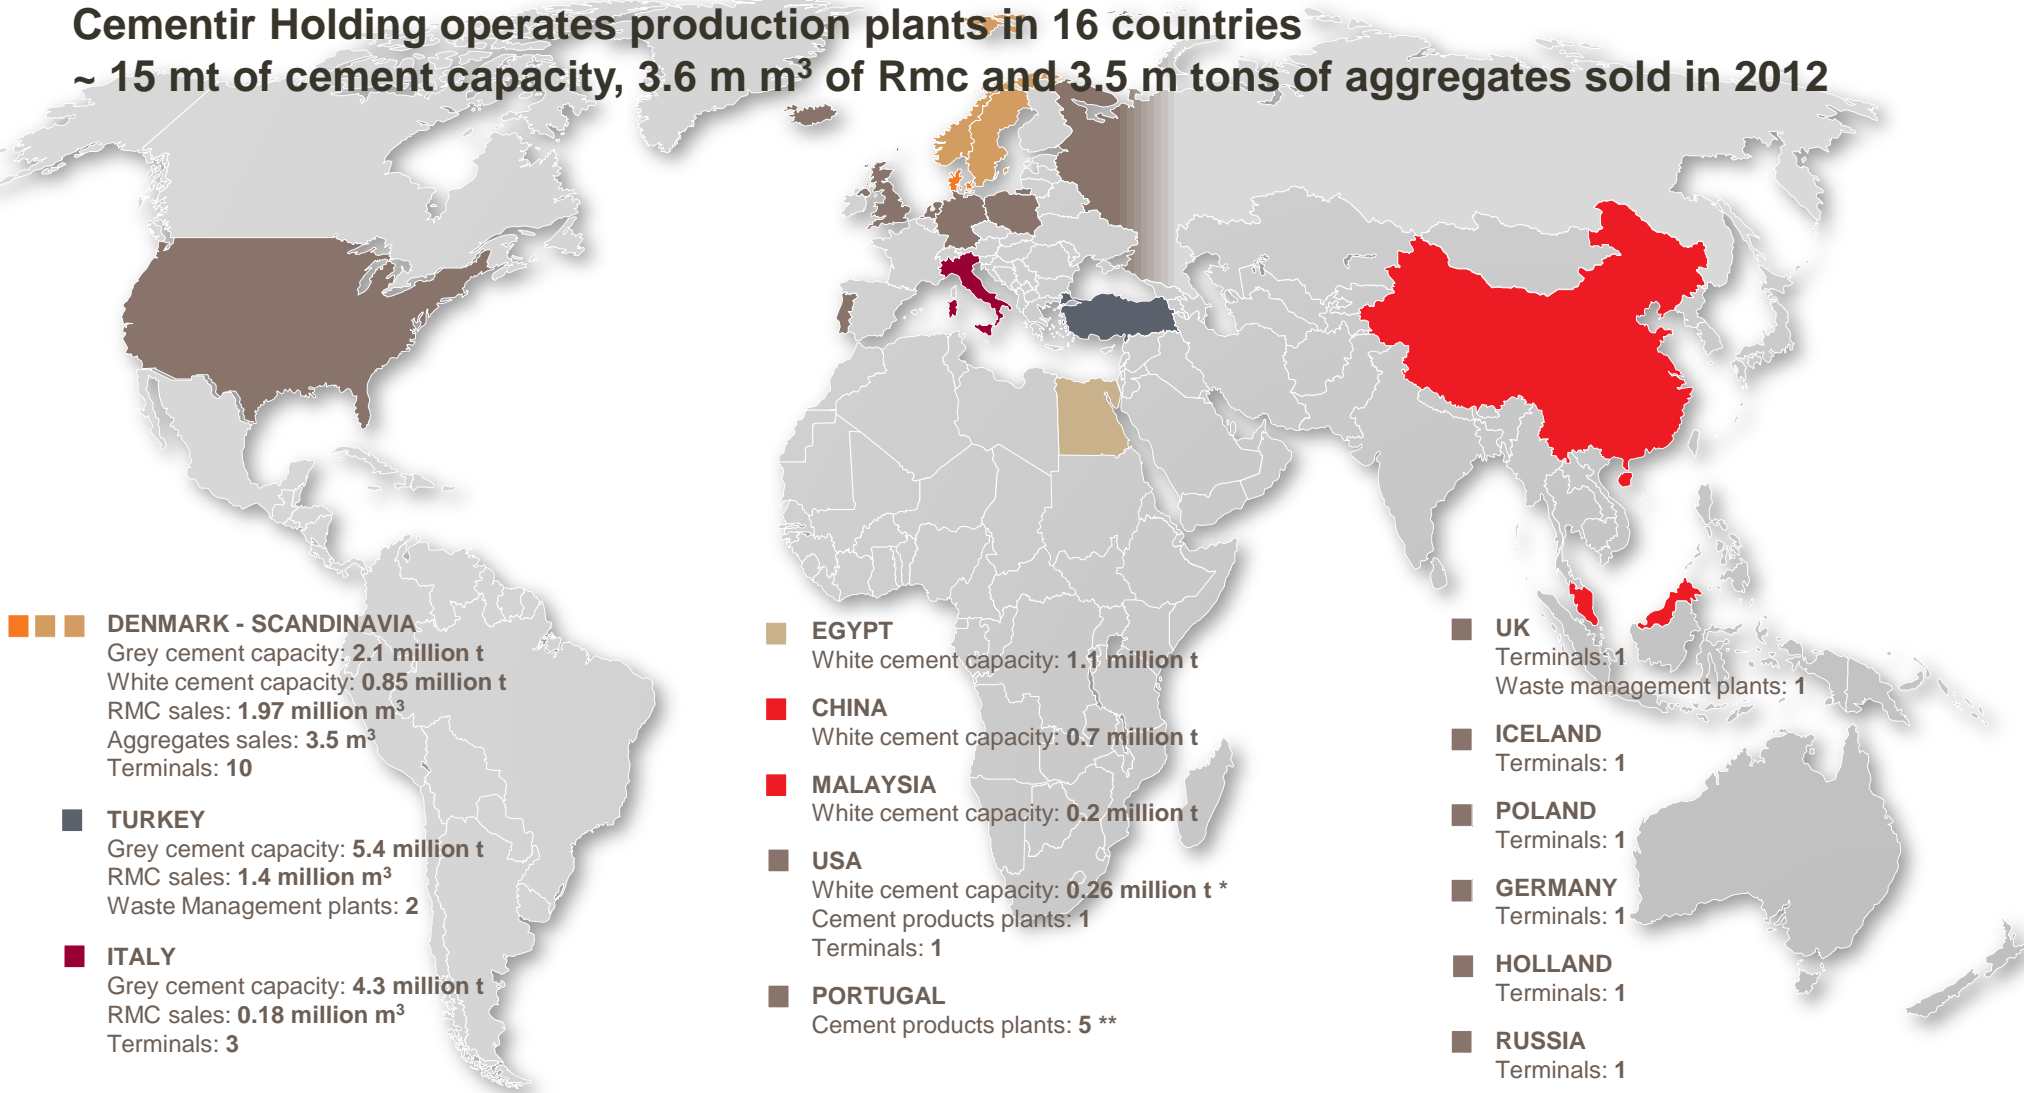 Cementir Holding operates production plants in 16 countries
~ 15 mt of cement capacity, 3.6 m m³ of Rmc and 3.5 m tons of aggregates sold in 2012
DENMARK - SCANDINAVIA
Grey cement capacity: 2.1 million t
White cement capacity: 0.85 million t
RMC sales: 1.97 million m³
Aggregates sales: 3.5 m³
Terminals: 10
TURKEY
Grey cement capacity: 5.4 million t
RMC sales: 1.4 million m³
Waste Management plants: 2
ITALY
Grey cement capacity: 4.3 million t
RMC sales: 0.18 million m³
Terminals: 3
EGYPT
White cement capacity: 1.1 million t
CHINA
White cement capacity: 0.7 million t
MALAYSIA
White cement capacity: 0.2 million t
USA
White cement capacity: 0.26 million t *
Cement products plants: 1
Terminals: 1
PORTUGAL
Cement products plants: 5 **
UK
Terminals: 1
Waste management plants: 1
ICELAND
Terminals: 1
POLAND
Terminals: 1
GERMANY
Terminals: 1
HOLLAND
Terminals: 1
RUSSIA
Terminals: 1